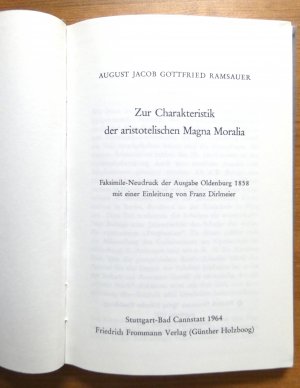 AUGUST JACOB GOTTFRIED RAMSAUER
Zur Charakteristik
der aristotelischen Magna Moralia
Faksimile-Neudruck der Ausgabe Oldenburg 1858
mit einer Einleitung von Franz Dirlmeier
Stuttgart-Bad Cannstatt 1964
Friedrich Frommann Verlag (Günther Holzboog)